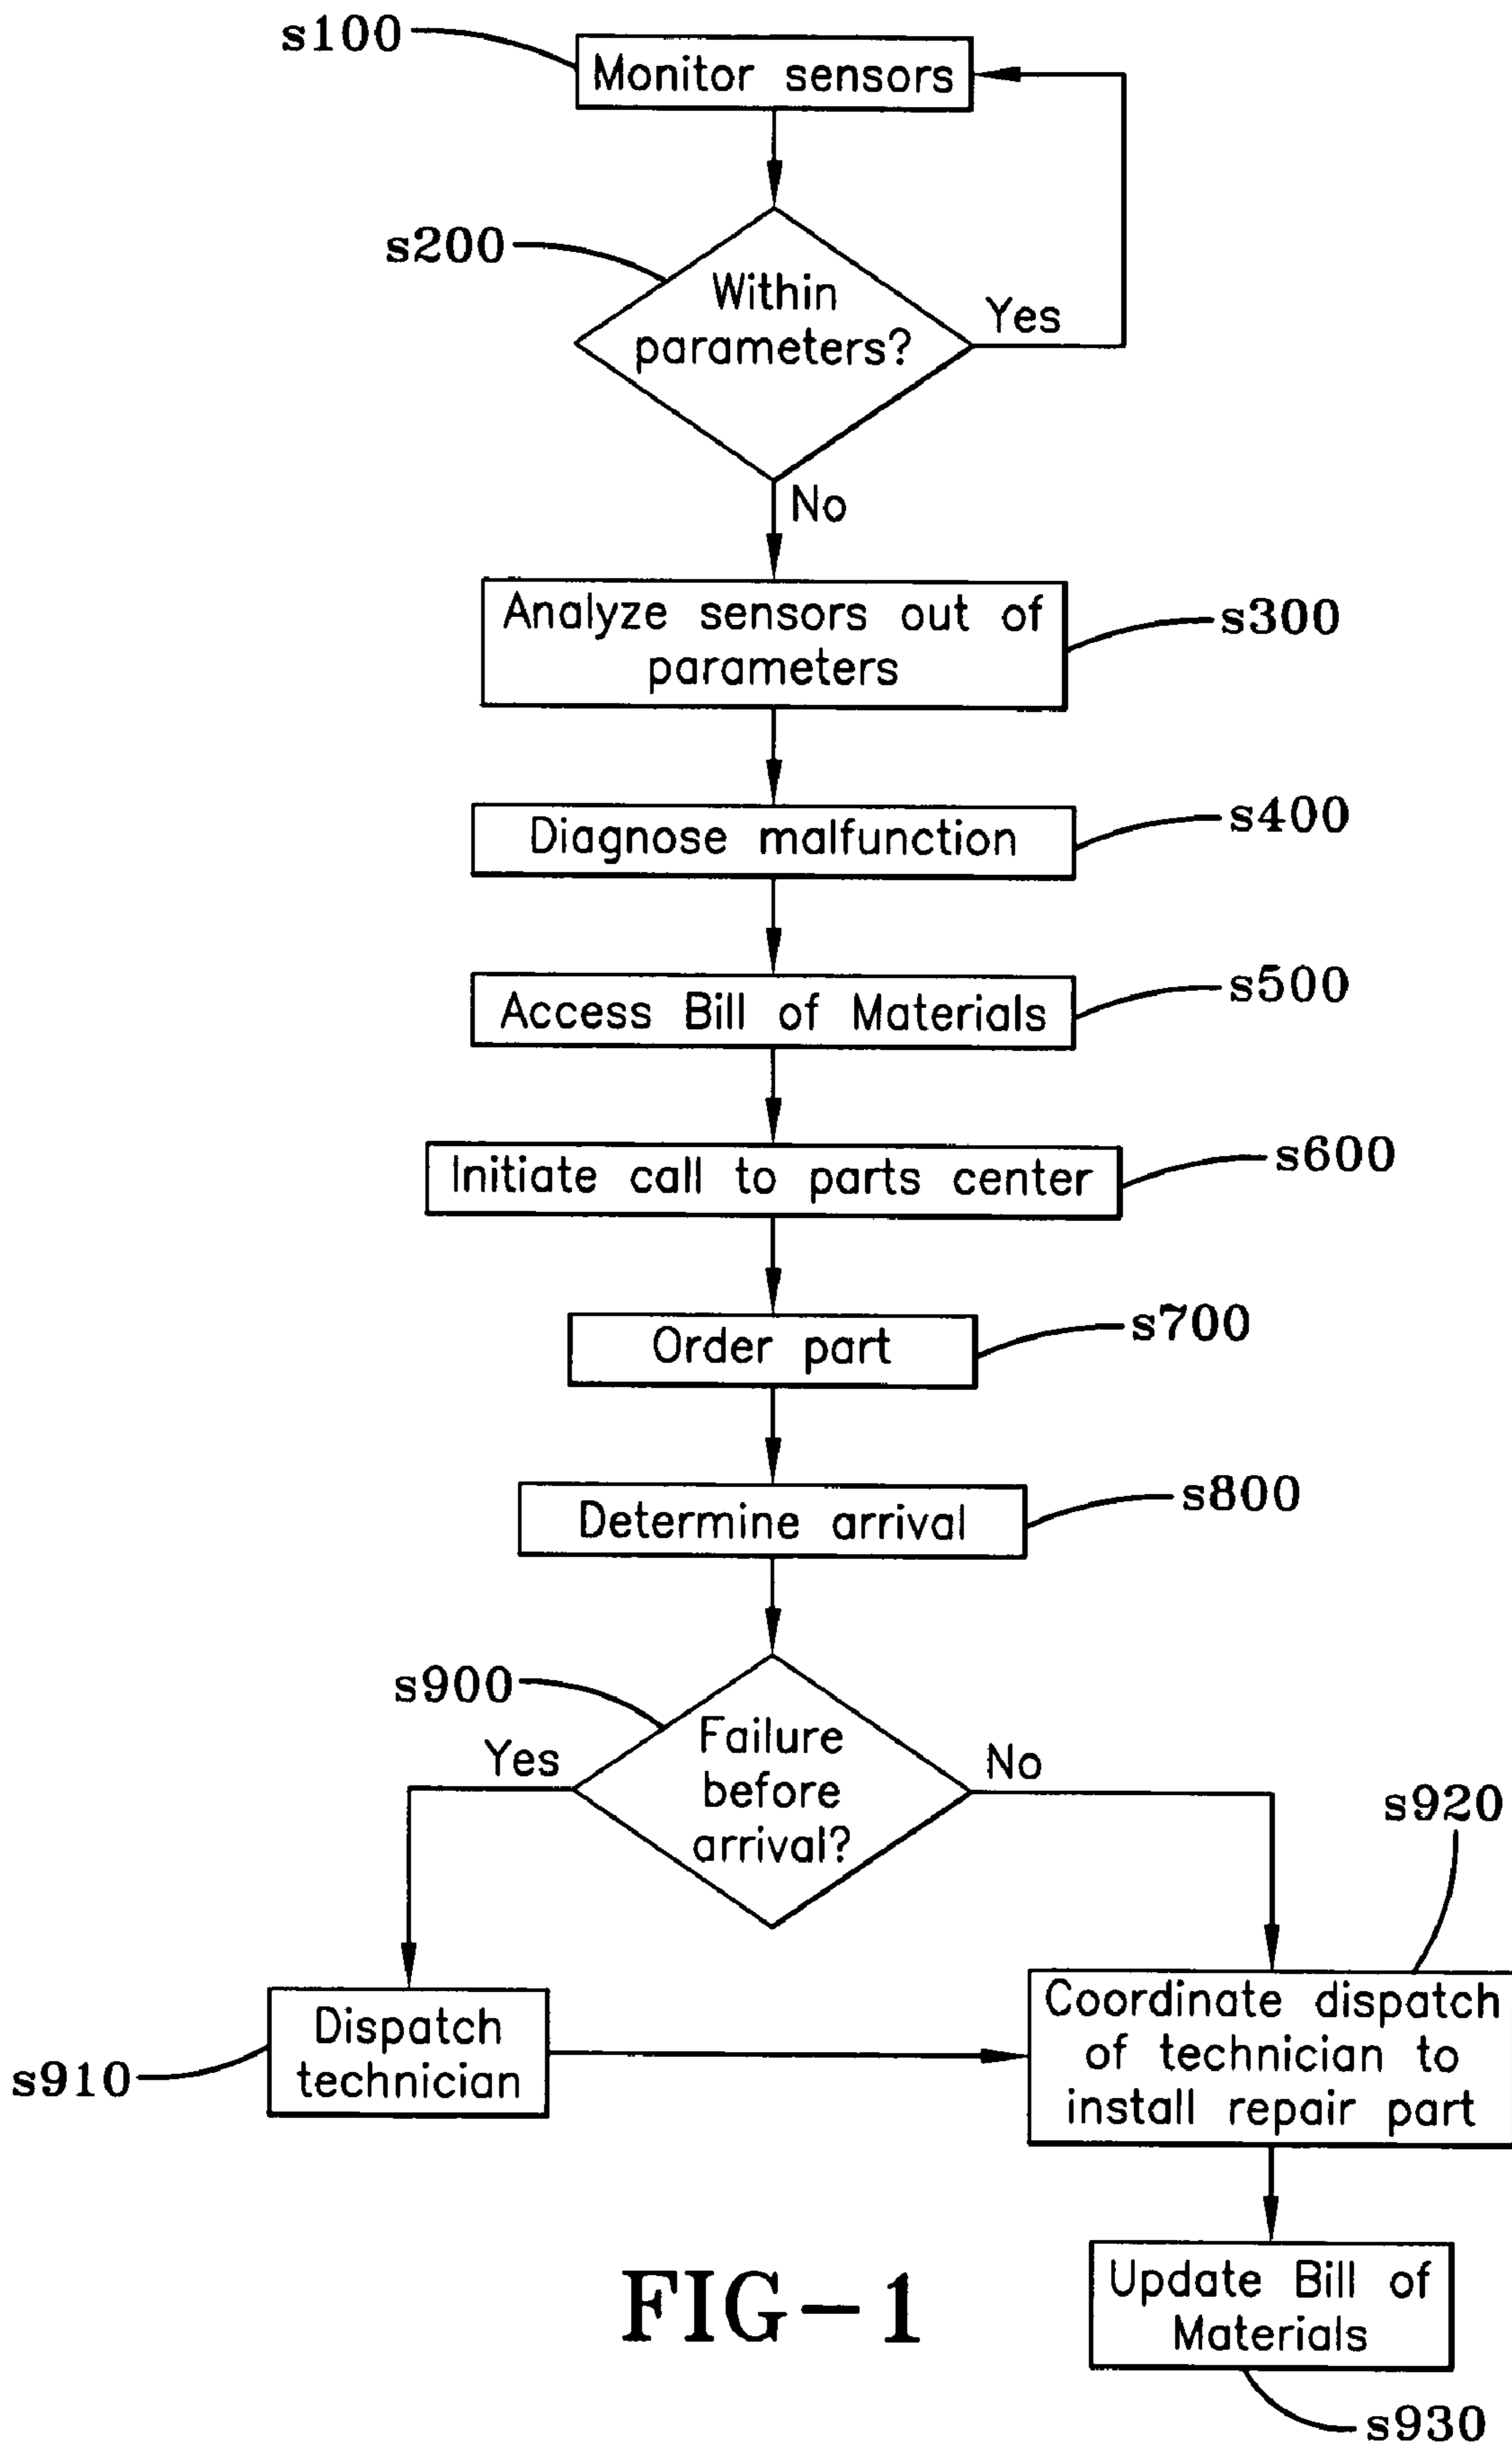 s100
Monitor sensors
s200
Within
parameters?
Yes
No
Analyze sensors out of
parameters
s300
Diagnose malfunction
s400
Access Bill of Materials
s500
Initiate call to parts center
s600
Order part
s700
Determine arrival
s800
s900
Failure
before
arrival?
Yes
No
s920
Dispatch
technician
s910
Coordinate dispatch
of technician to
install repair part
Update Bill of
Materials
s930
FIG-1